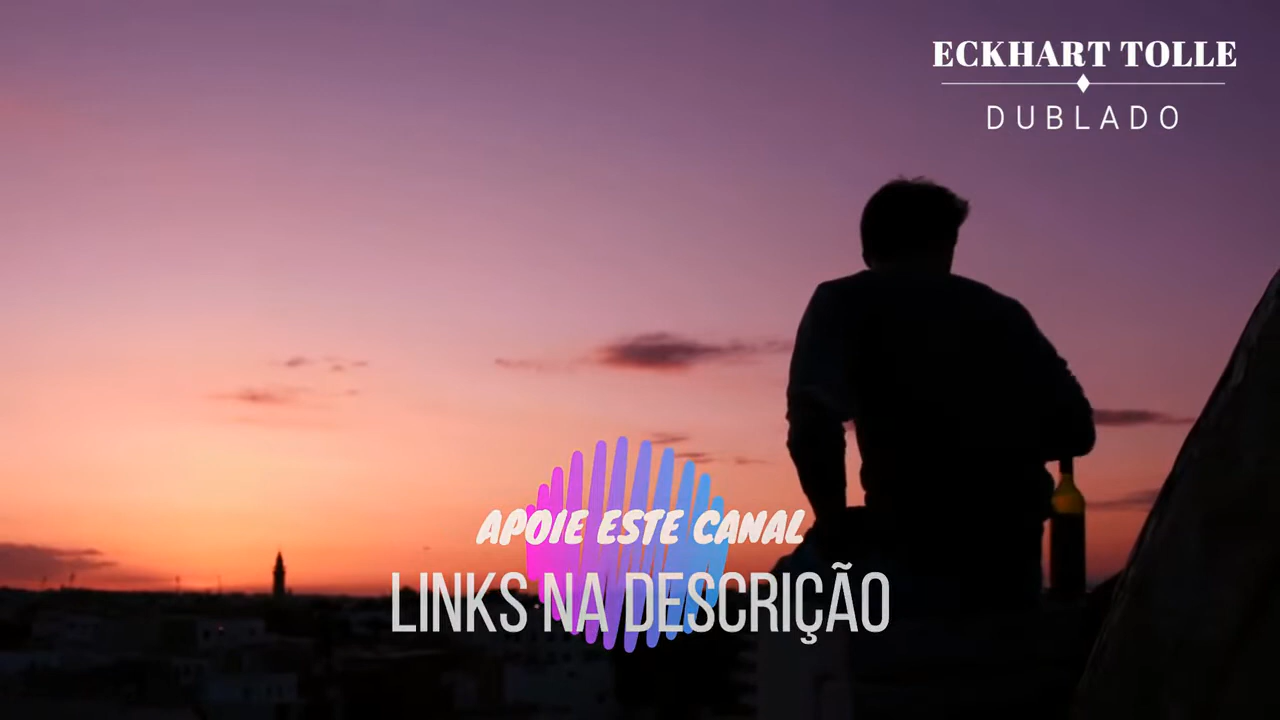 ECKHART TOLLE
DUBLADO
APOIE ESTE CANAL
LINKS NA DESCRIÇÃO